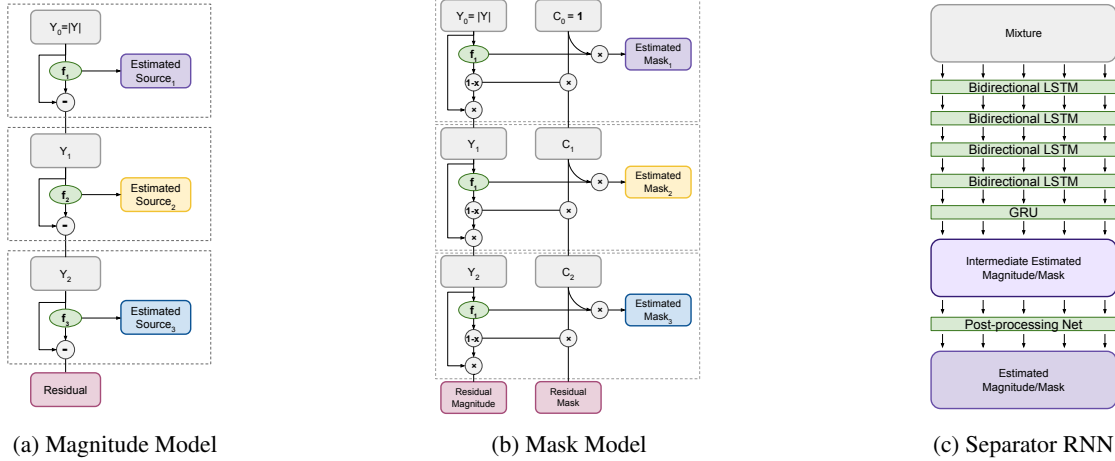 Y₀=|Y|
f₁
Estimated
Source₁
-
Y₁
f₂
Estimated
Source₂
-
Y₂
f₃
Estimated
Source₃
-
Residual
(a) Magnitude Model
Y₀= |Y|
C₀ = 1
f₁
×
Estimated
Mask₁
1-x
×
×
Y₁
C₁
f₁
×
Estimated
Mask₂
1-x
×
×
Y₂
C₂
f₁
×
Estimated
Mask₃
1-x
×
×
Residual
Magnitude
Residual
Mask
(b) Mask Model
Mixture
Bidirectional LSTM
Bidirectional LSTM
Bidirectional LSTM
Bidirectional LSTM
GRU
Intermediate Estimated
Magnitude/Mask
Post-processing Net
Estimated
Magnitude/Mask
(c) Separator RNN